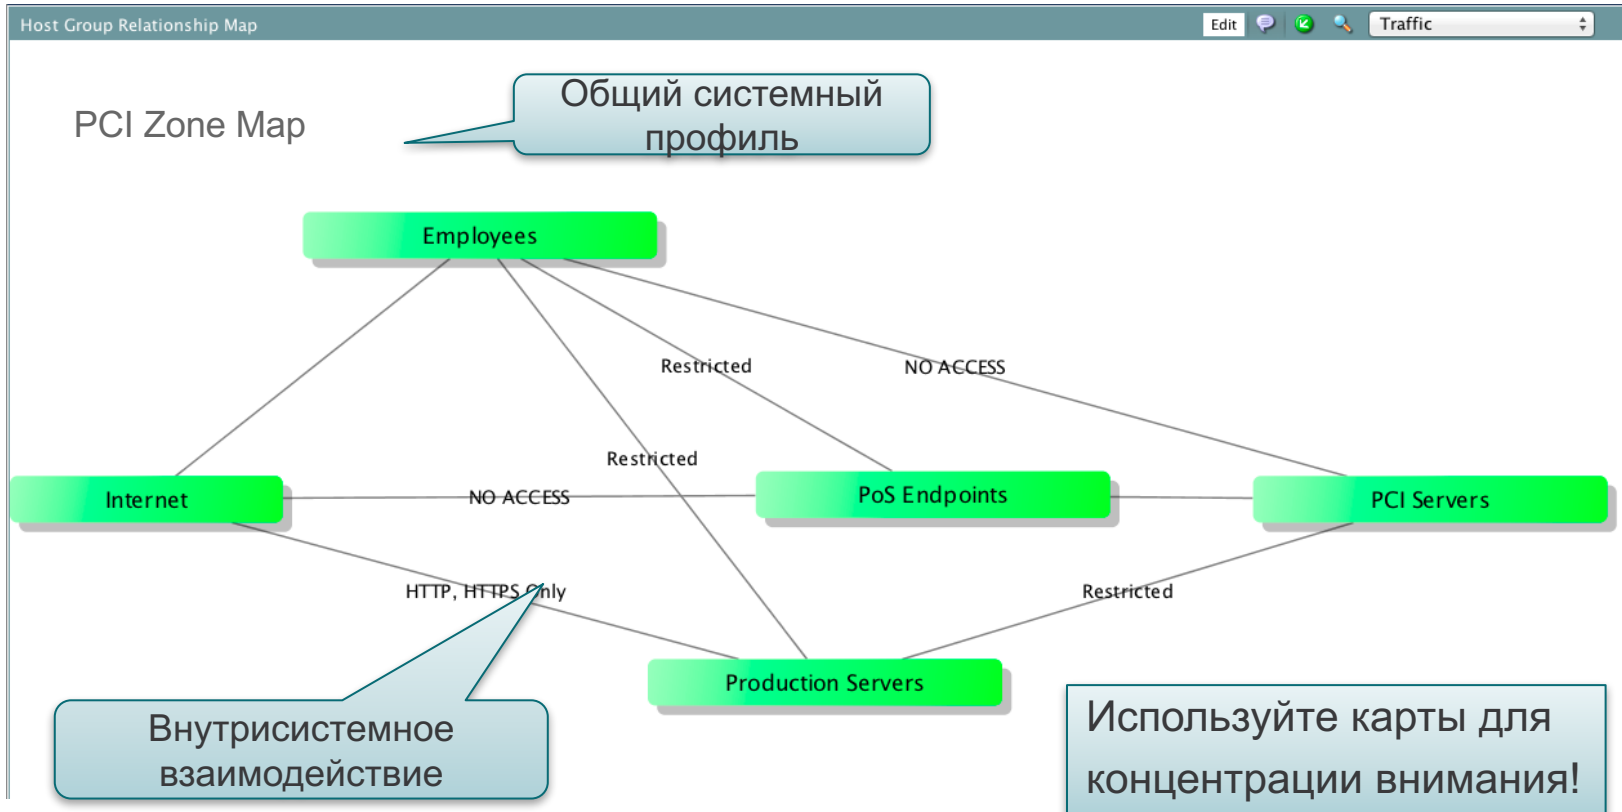 Host Group Relationship Map
Edit
Traffic
PCI Zone Map
Общий системный
профиль
Employees
Restricted
NO ACCESS
Restricted
Internet
NO ACCESS
PoS Endpoints
PCI Servers
HTTP, HTTPS Only
Restricted
Production Servers
Внутрисистемное
взаимодействие
Используйте карты для
концентрации внимания!